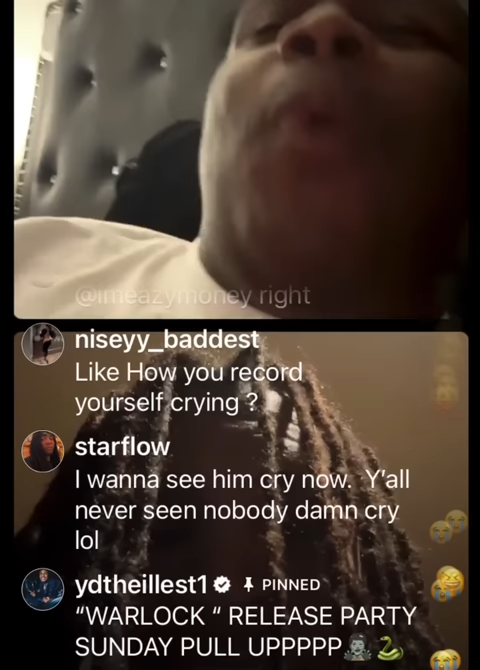 @imeazymoney right
niseyy_baddest
Like How you record
yourself crying ?
starflow
I wanna see him cry now. Y’all
never seen nobody damn cry
lol
ydtheillest1 PINNED
“WARLOCK “ RELEASE PARTY
SUNDAY PULL UPPPPP🧟‍♂️🐍